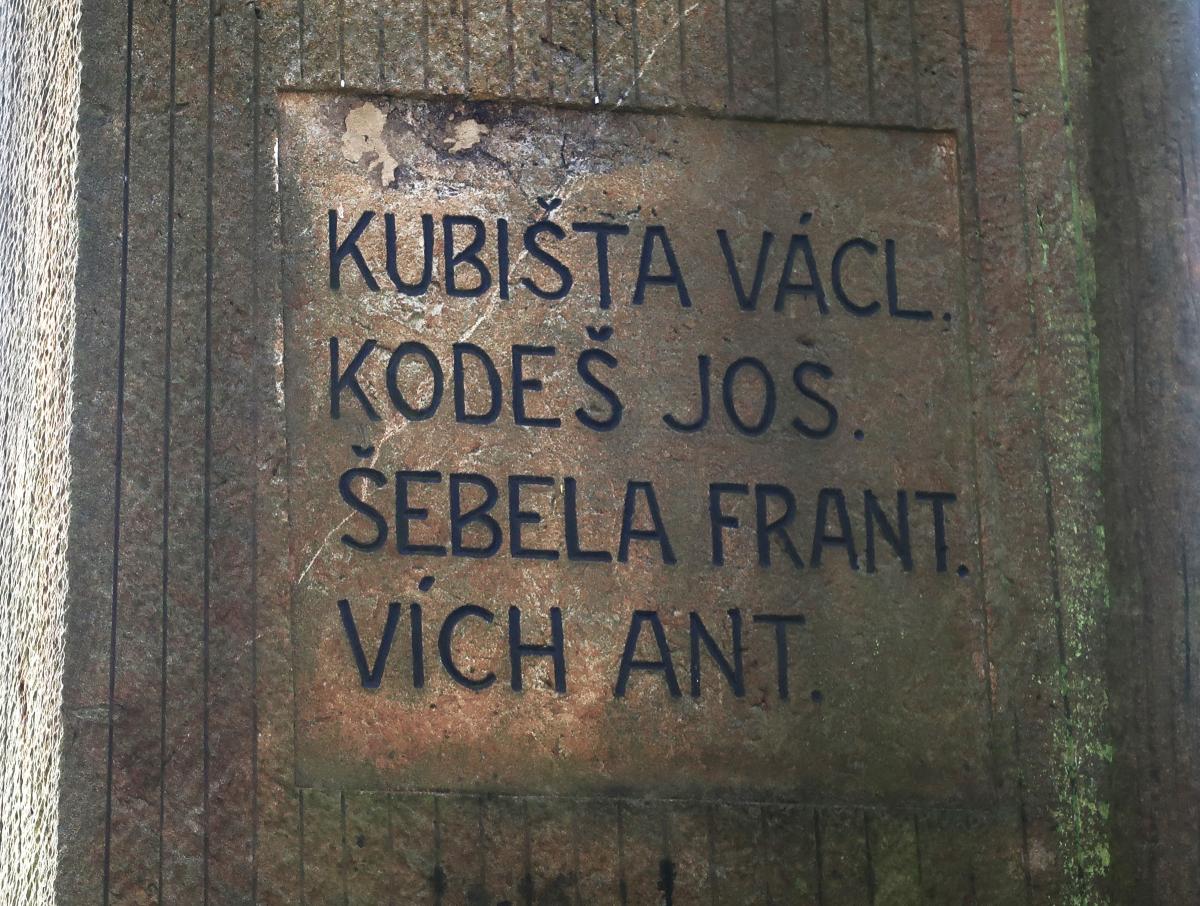 KUBIŠTA VÁCL.
KODEŠ JOS.
ŠEBELA FRANT.
VÍCH ANT.